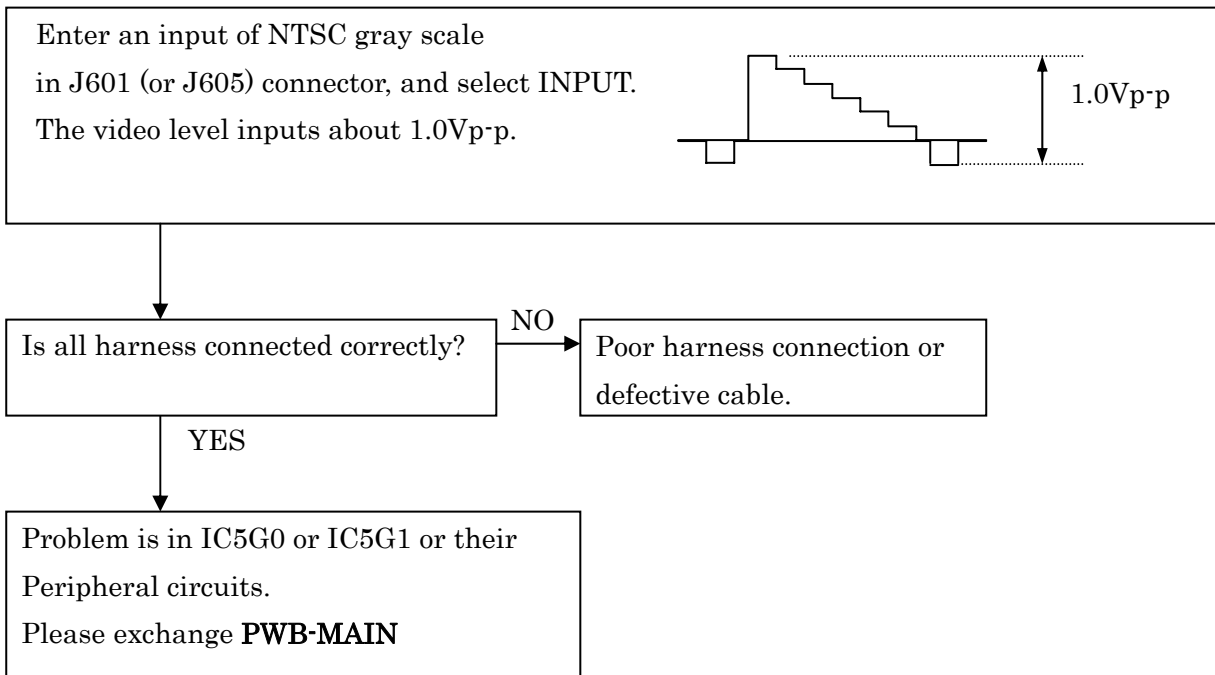 Enter an input of NTSC gray scale
in J601 (or J605) connector, and select INPUT.
The video level inputs about 1.0Vp-p.
1.0Vp-p
Is all harness connected correctly?
NO
Poor harness connection or
defective cable.
YES
Problem is in IC5G0 or IC5G1 or their
Peripheral circuits.
Please exchange PWB-MAIN